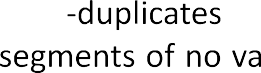 -duplicates
segments of no va